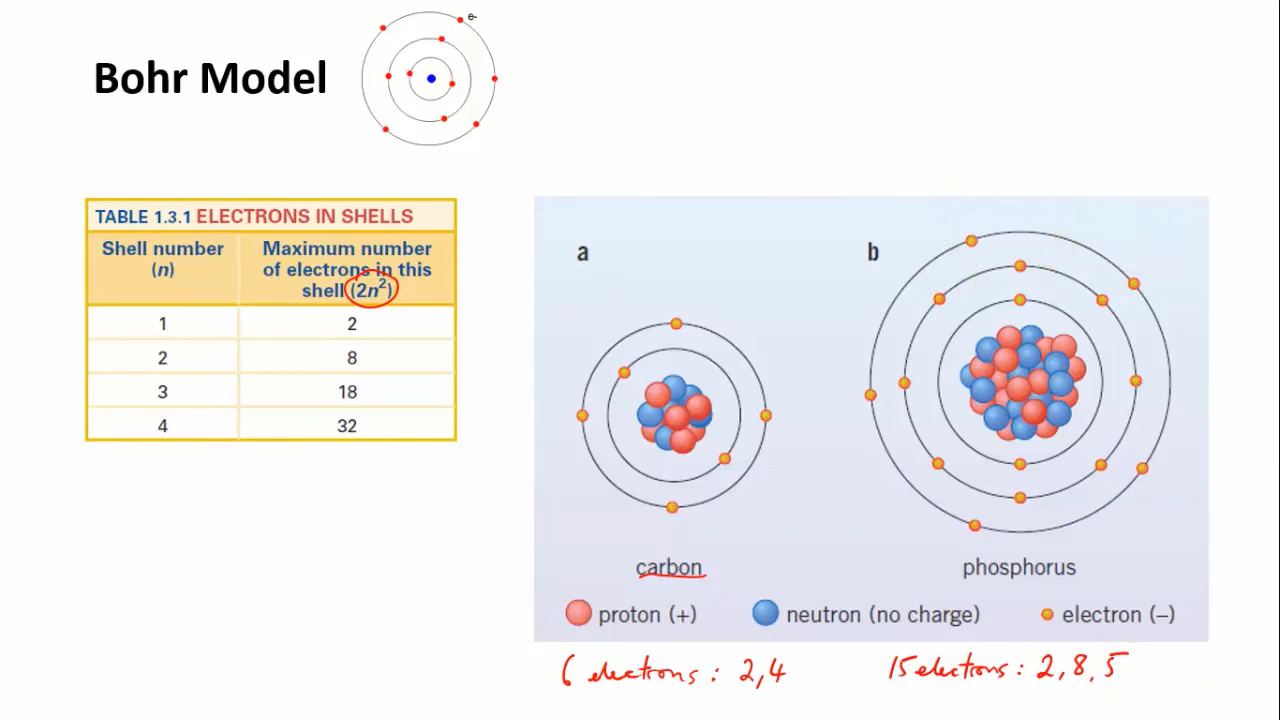 e-
Bohr Model
TABLE 1.3.1 ELECTRONS IN SHELLS
Shell number
(n)
Maximum number
of electrons in this
shell (2n²)
1 2
2 8
3 18
4 32
a
b
carbon
phosphorus
proton (+)
neutron (no charge)
electron (–)
6 electrons : 2,4
15 electrons : 2, 8, 5